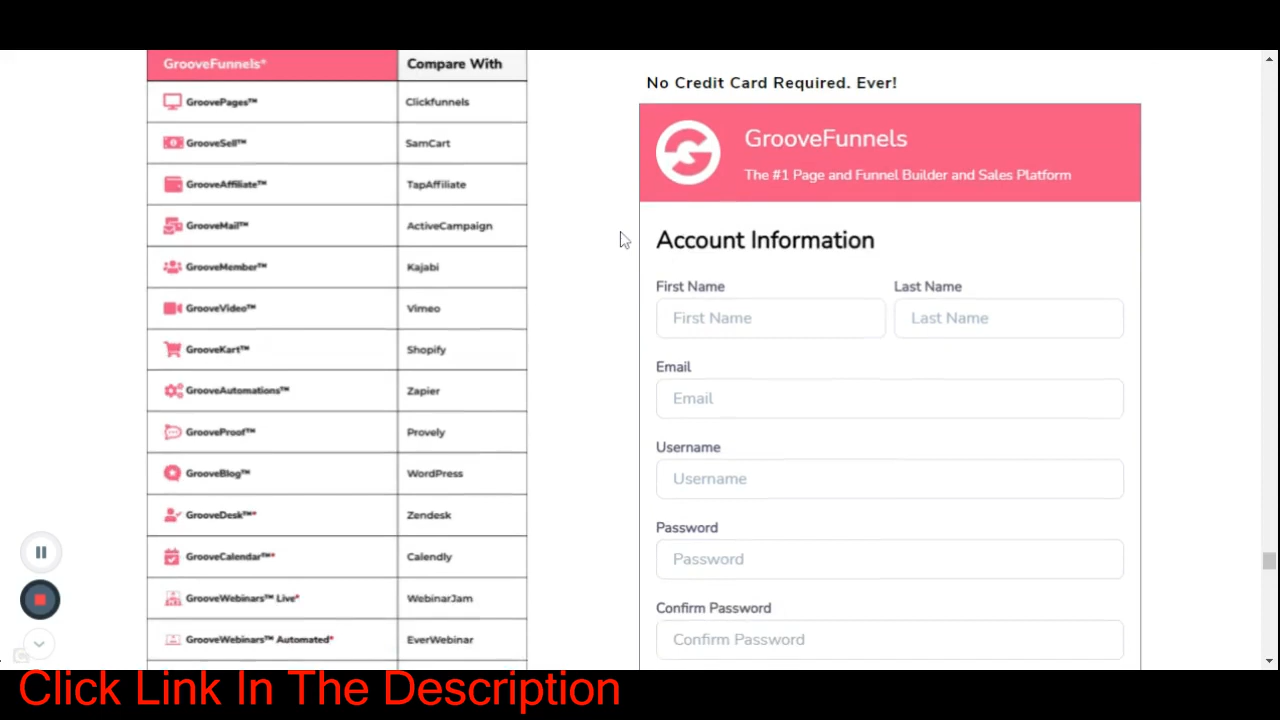 GrooveFunnels* Compare With
GroovePages™ Clickfunnels
GrooveSell™ SamCart
GrooveAffiliate™ TapAffiliate
GrooveMail™ ActiveCampaign
GrooveMember™ Kajabi
GrooveVideo™ Vimeo
GrooveKart™ Shopify
GrooveAutomations™ Zapier
GrooveProof™ Provely
GrooveBlog™ WordPress
GrooveDesk™* Zendesk
GrooveCalendar™* Calendly
GrooveWebinars™ Live* WebinarJam
GrooveWebinars™ Automated* EverWebinar
No Credit Card Required. Ever!
GrooveFunnels
The #1 Page and Funnel Builder and Sales Platform
Account Information
First Name Last Name
First Name Last Name
Email
Email
Username
Username
Password
Password
Confirm Password
Confirm Password
Click Link In The Description